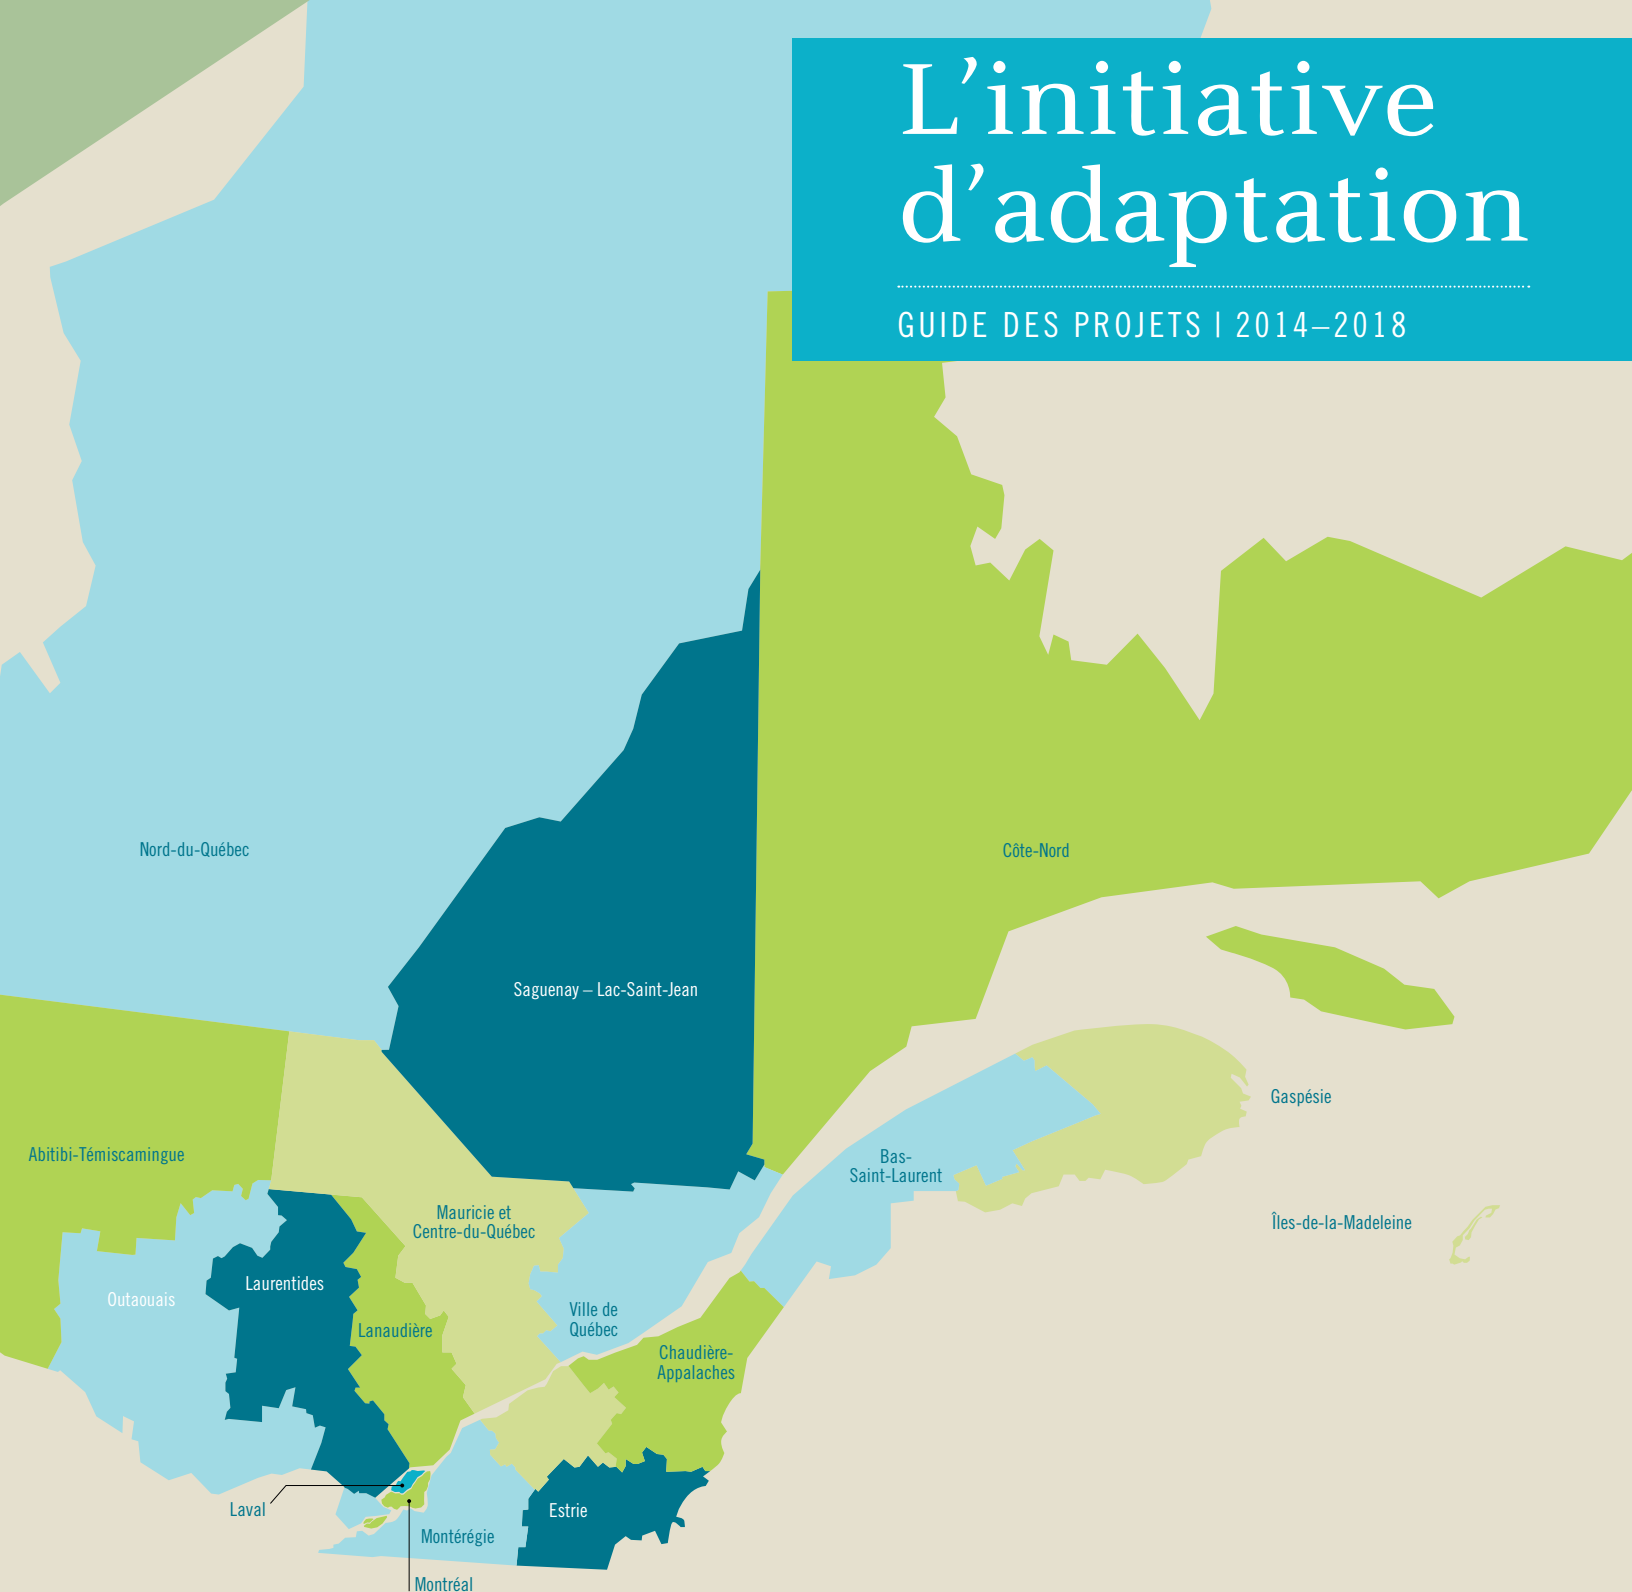 L’initiative
d’adaptation
GUIDE DES PROJETS | 2014–2018
Nord-du-Québec
Côte-Nord
Saguenay – Lac-Saint-Jean
Gaspésie
Abitibi-Témiscamingue
Bas-
Saint-Laurent
Mauricie et
Centre-du-Québec
Îles-de-la-Madeleine
Laurentides
Outaouais
Ville de
Québec
Lanaudière
Chaudière-
Appalaches
Laval
Estrie
Montérégie
Montréal